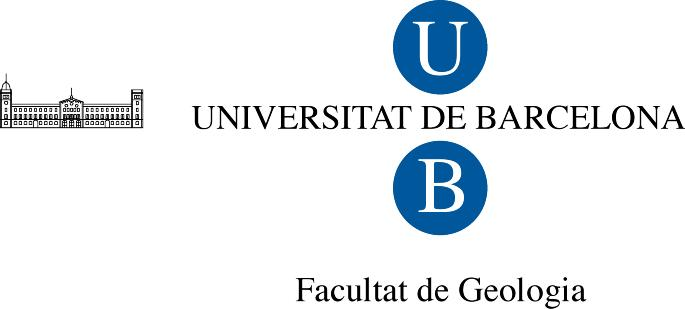 U
UNIVERSITAT DE BARCELONA
B
Facultat de Geologia